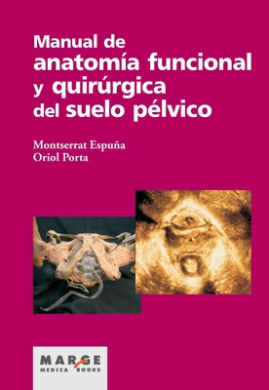 Manual de
anatomía funcional
y quirúrgica
del suelo pélvico
Montserrat Espuña
Oriol Porta
MARGE
MEDICA BOOKS